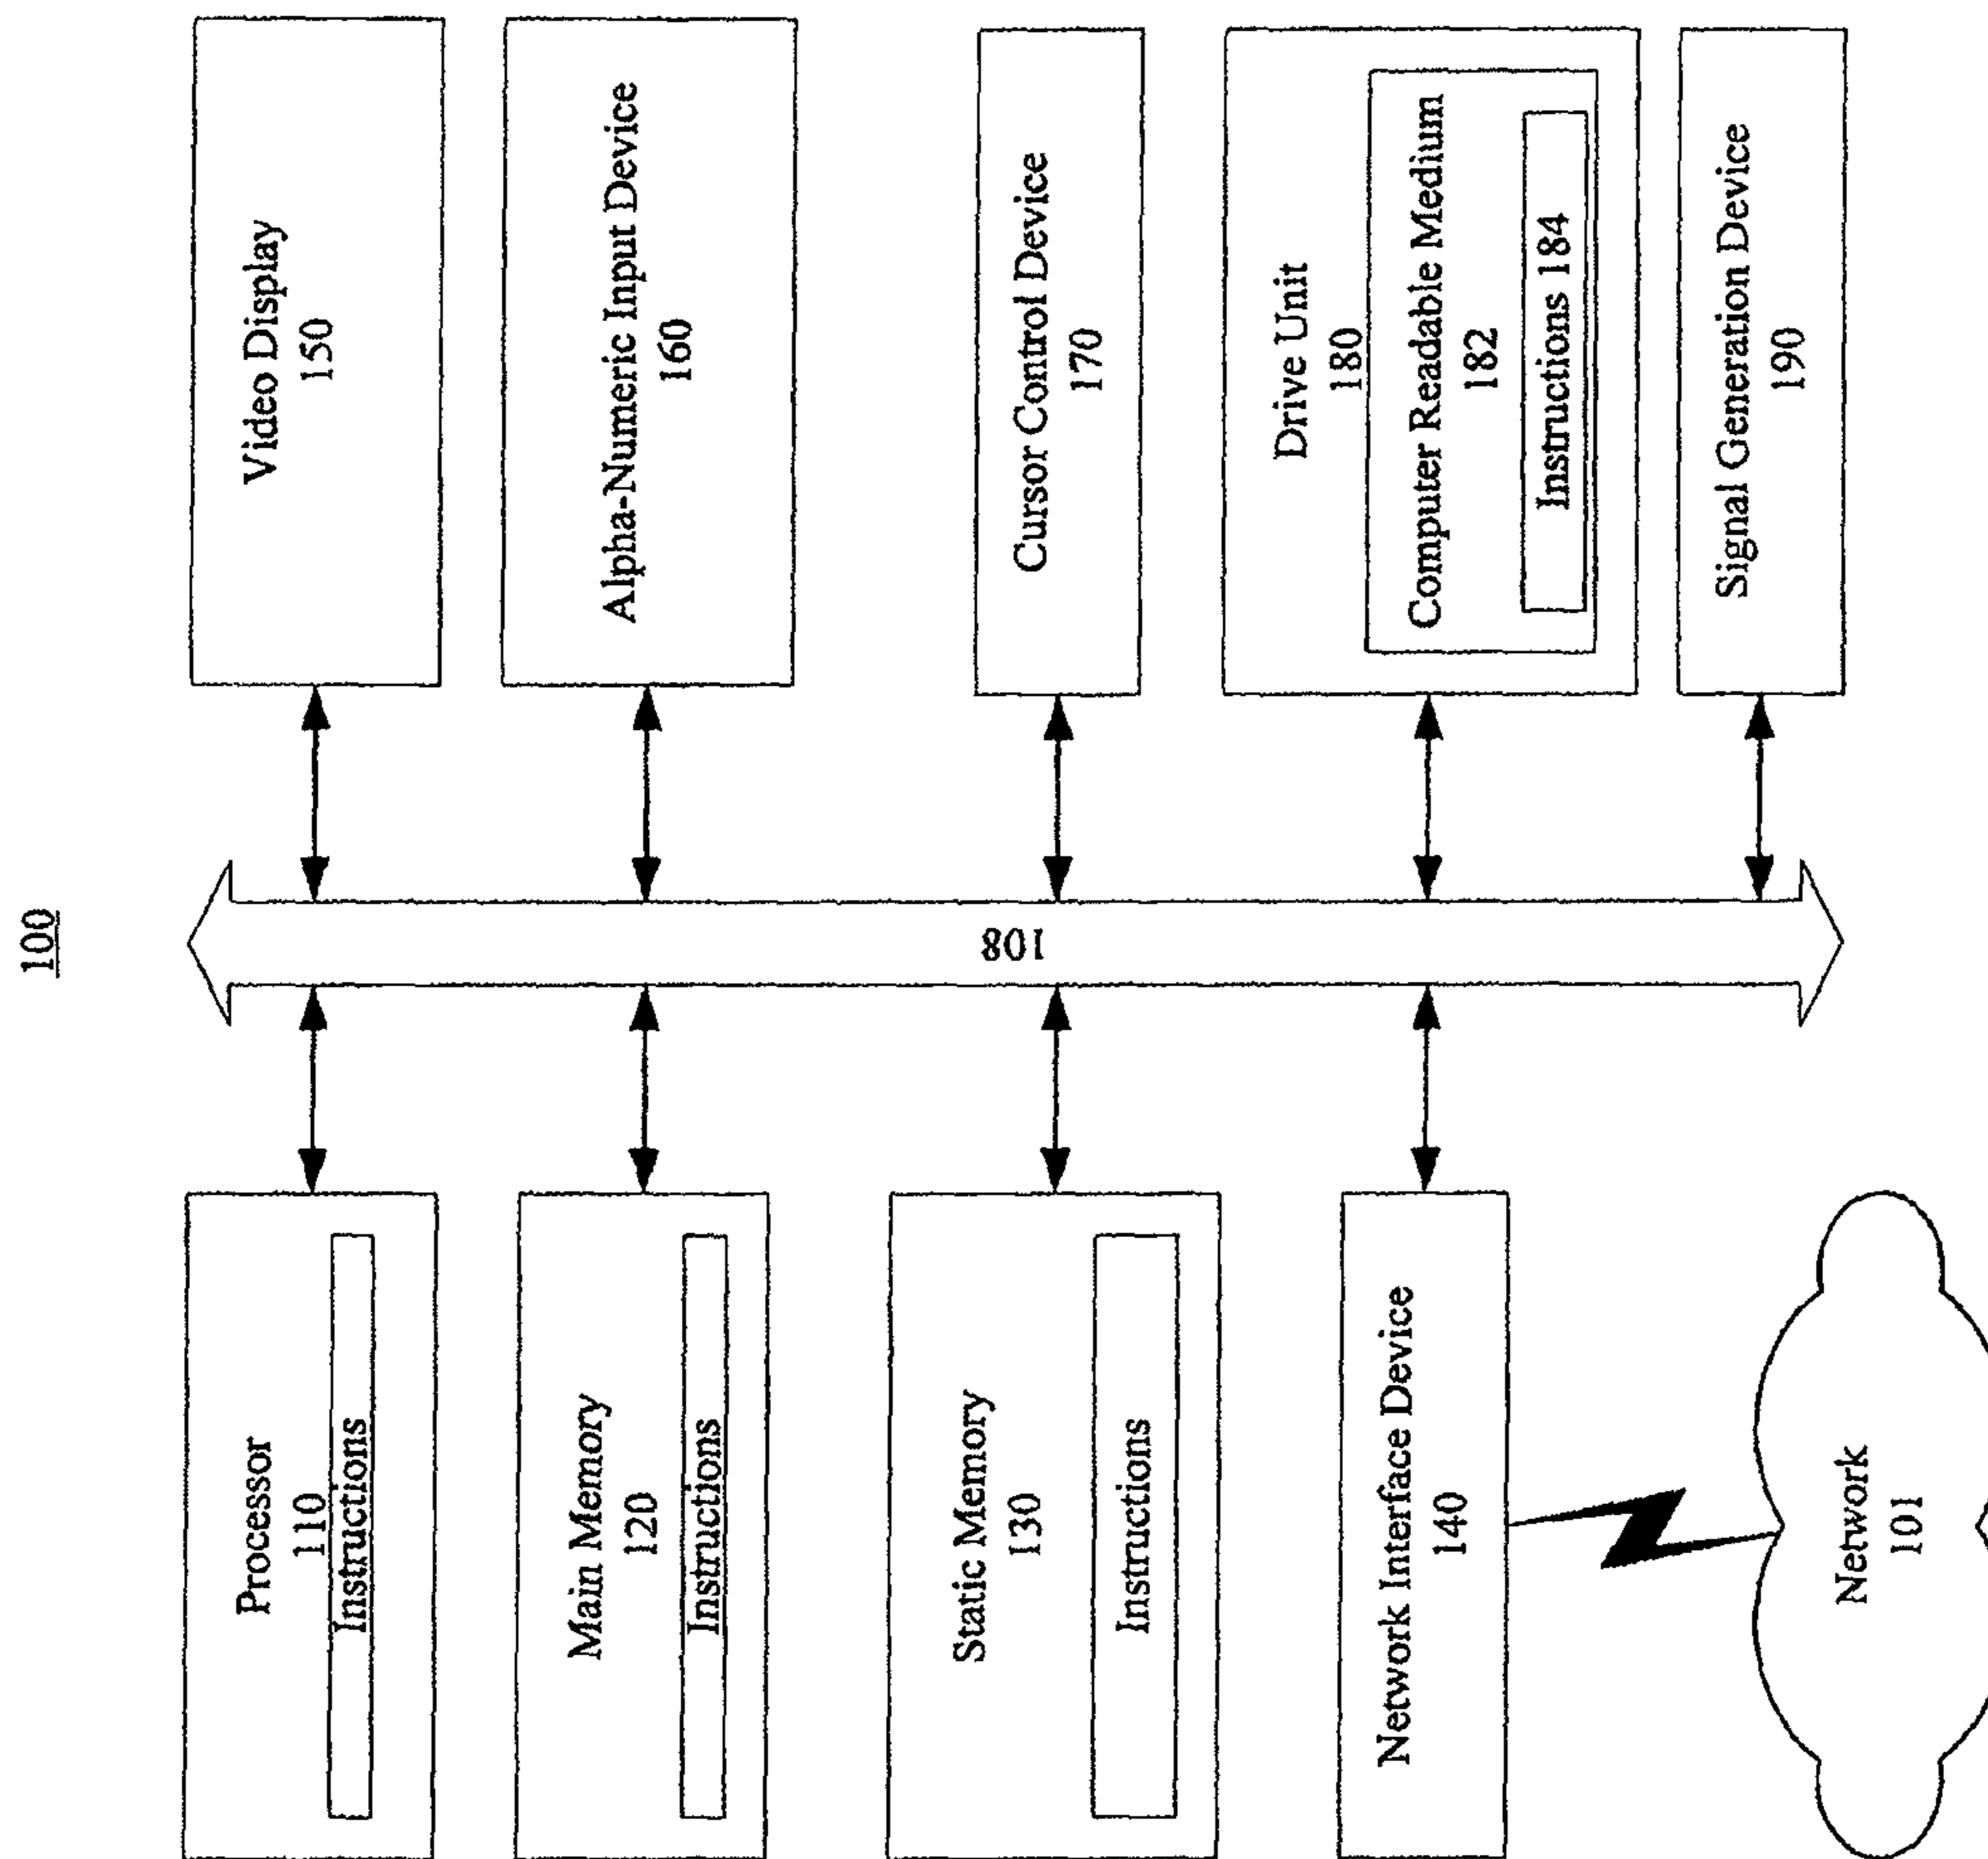 100
Processor
110
Instructions
Main Memory
120
Instructions
Static Memory
130
Instructions
Network Interface Device
140
Network
101
108
Video Display
150
Alpha-Numeric Input Device
160
Cursor Control Device
170
Drive Unit
180
Computer Readable Medium
182
Instructions 184
Signal Generation Device
190